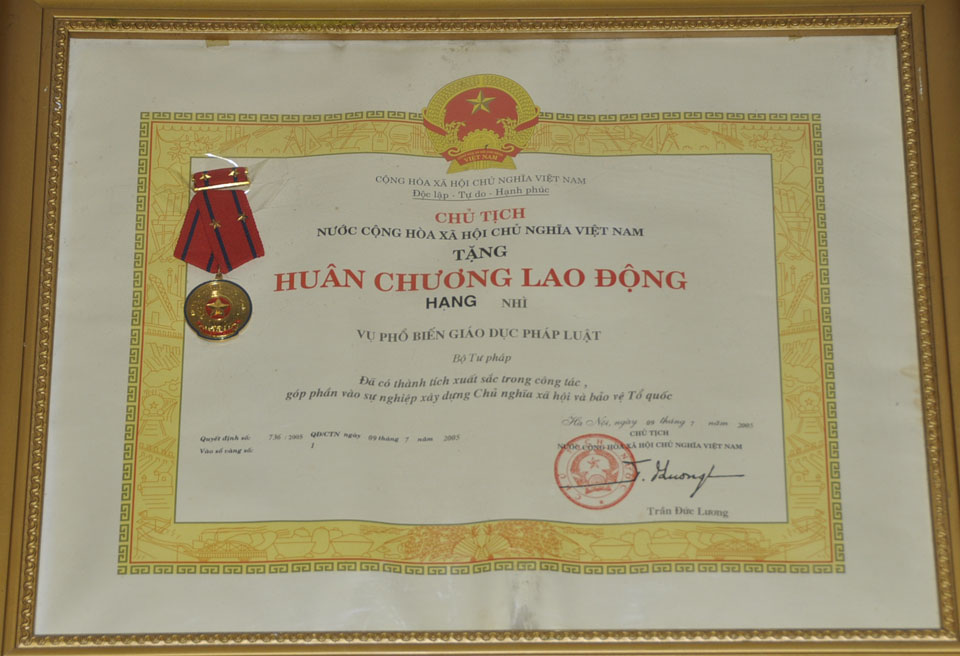 VIỆT NAM
CỘNG HÒA XÃ HỘI CHỦ NGHĨA VIỆT NAM
Độc lập - Tự do - Hạnh phúc
CHỦ TỊCH
NƯỚC CỘNG HÒA XÃ HỘI CHỦ NGHĨA VIỆT NAM
TẶNG
HUÂN CHƯƠNG LAO ĐỘNG
HẠNG NHÌ
VỤ PHỔ BIẾN GIÁO DỤC PHÁP LUẬT
Bộ Tư pháp
Đã có thành tích xuất sắc trong công tác,
góp phần vào sự nghiệp xây dựng Chủ nghĩa xã hội và bảo vệ Tổ quốc
Hà Nội, ngày 09 tháng 7 năm 2005
CHỦ TỊCH
NƯỚC CỘNG HÒA XÃ HỘI CHỦ NGHĨA VIỆT NAM
Quyết định số: 736 - 2005 QĐ/CTN ngày 09 tháng 7 năm 2005
Vào sổ vàng số: 1
T. Lương
Trần Đức Lương